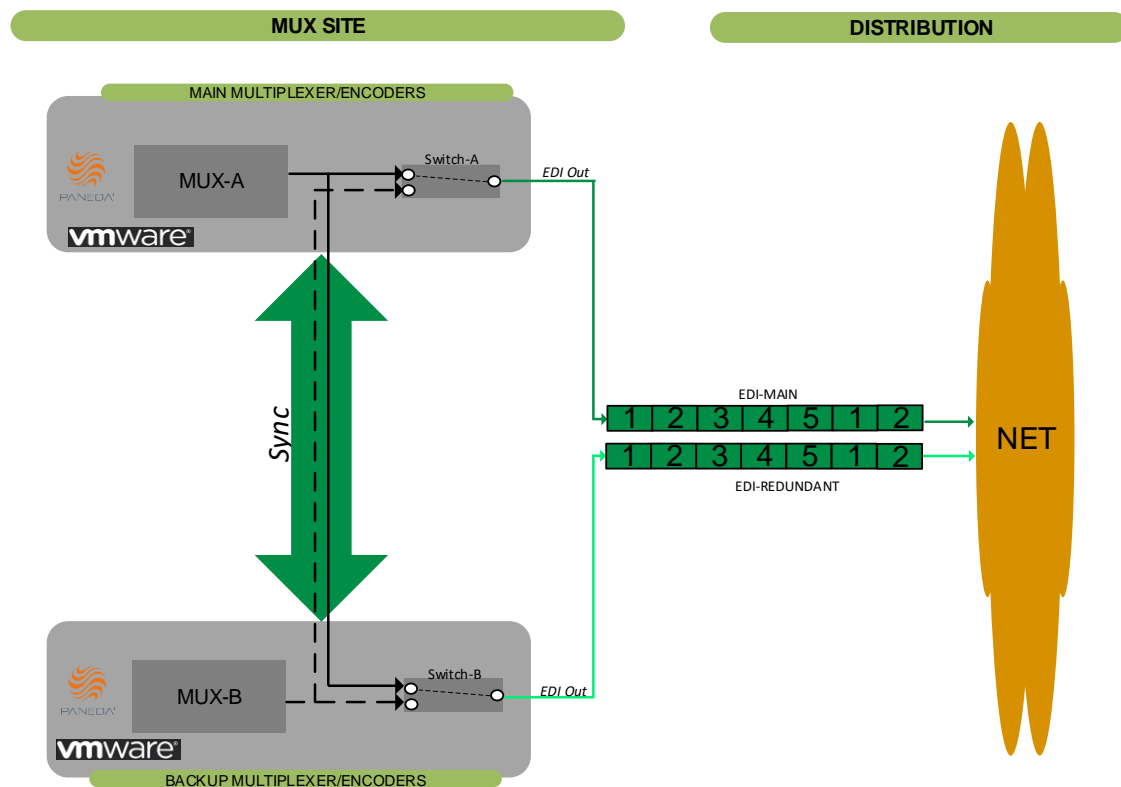 MUX SITE
DISTRIBUTION
MAIN MULTIPLEXER/ENCODERS
MUX-A
Switch-A
EDI Out
PANEDA
vmware®
Sync
EDI-MAIN
1 2 3 4 5 1 2
1 2 3 4 5 1 2
EDI-REDUNDANT
NET
MUX-B
Switch-B
EDI Out
PANEDA
vmware®
BACKUP MULTIPLEXER/ENCODERS